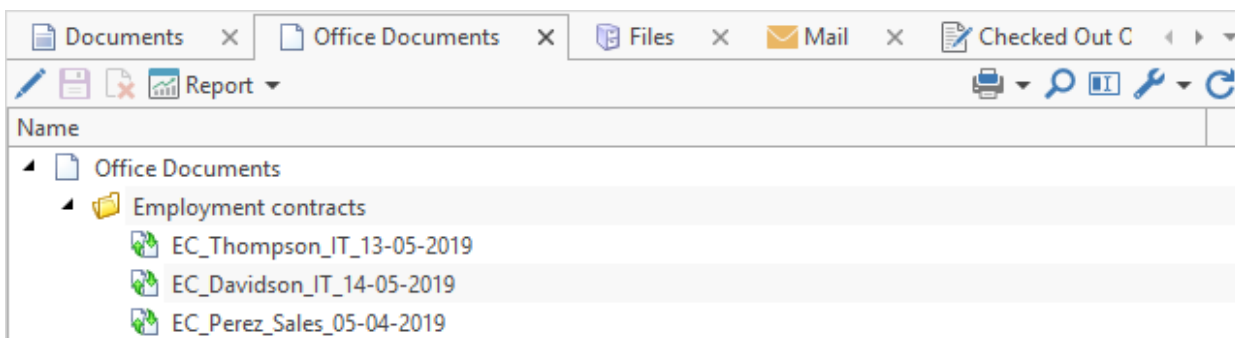 Documents Office Documents Files Mail Checked Out C
Report
Name
Office Documents
Employment contracts
EC_Thompson_IT_13-05-2019
EC_Davidson_IT_14-05-2019
EC_Perez_Sales_05-04-2019